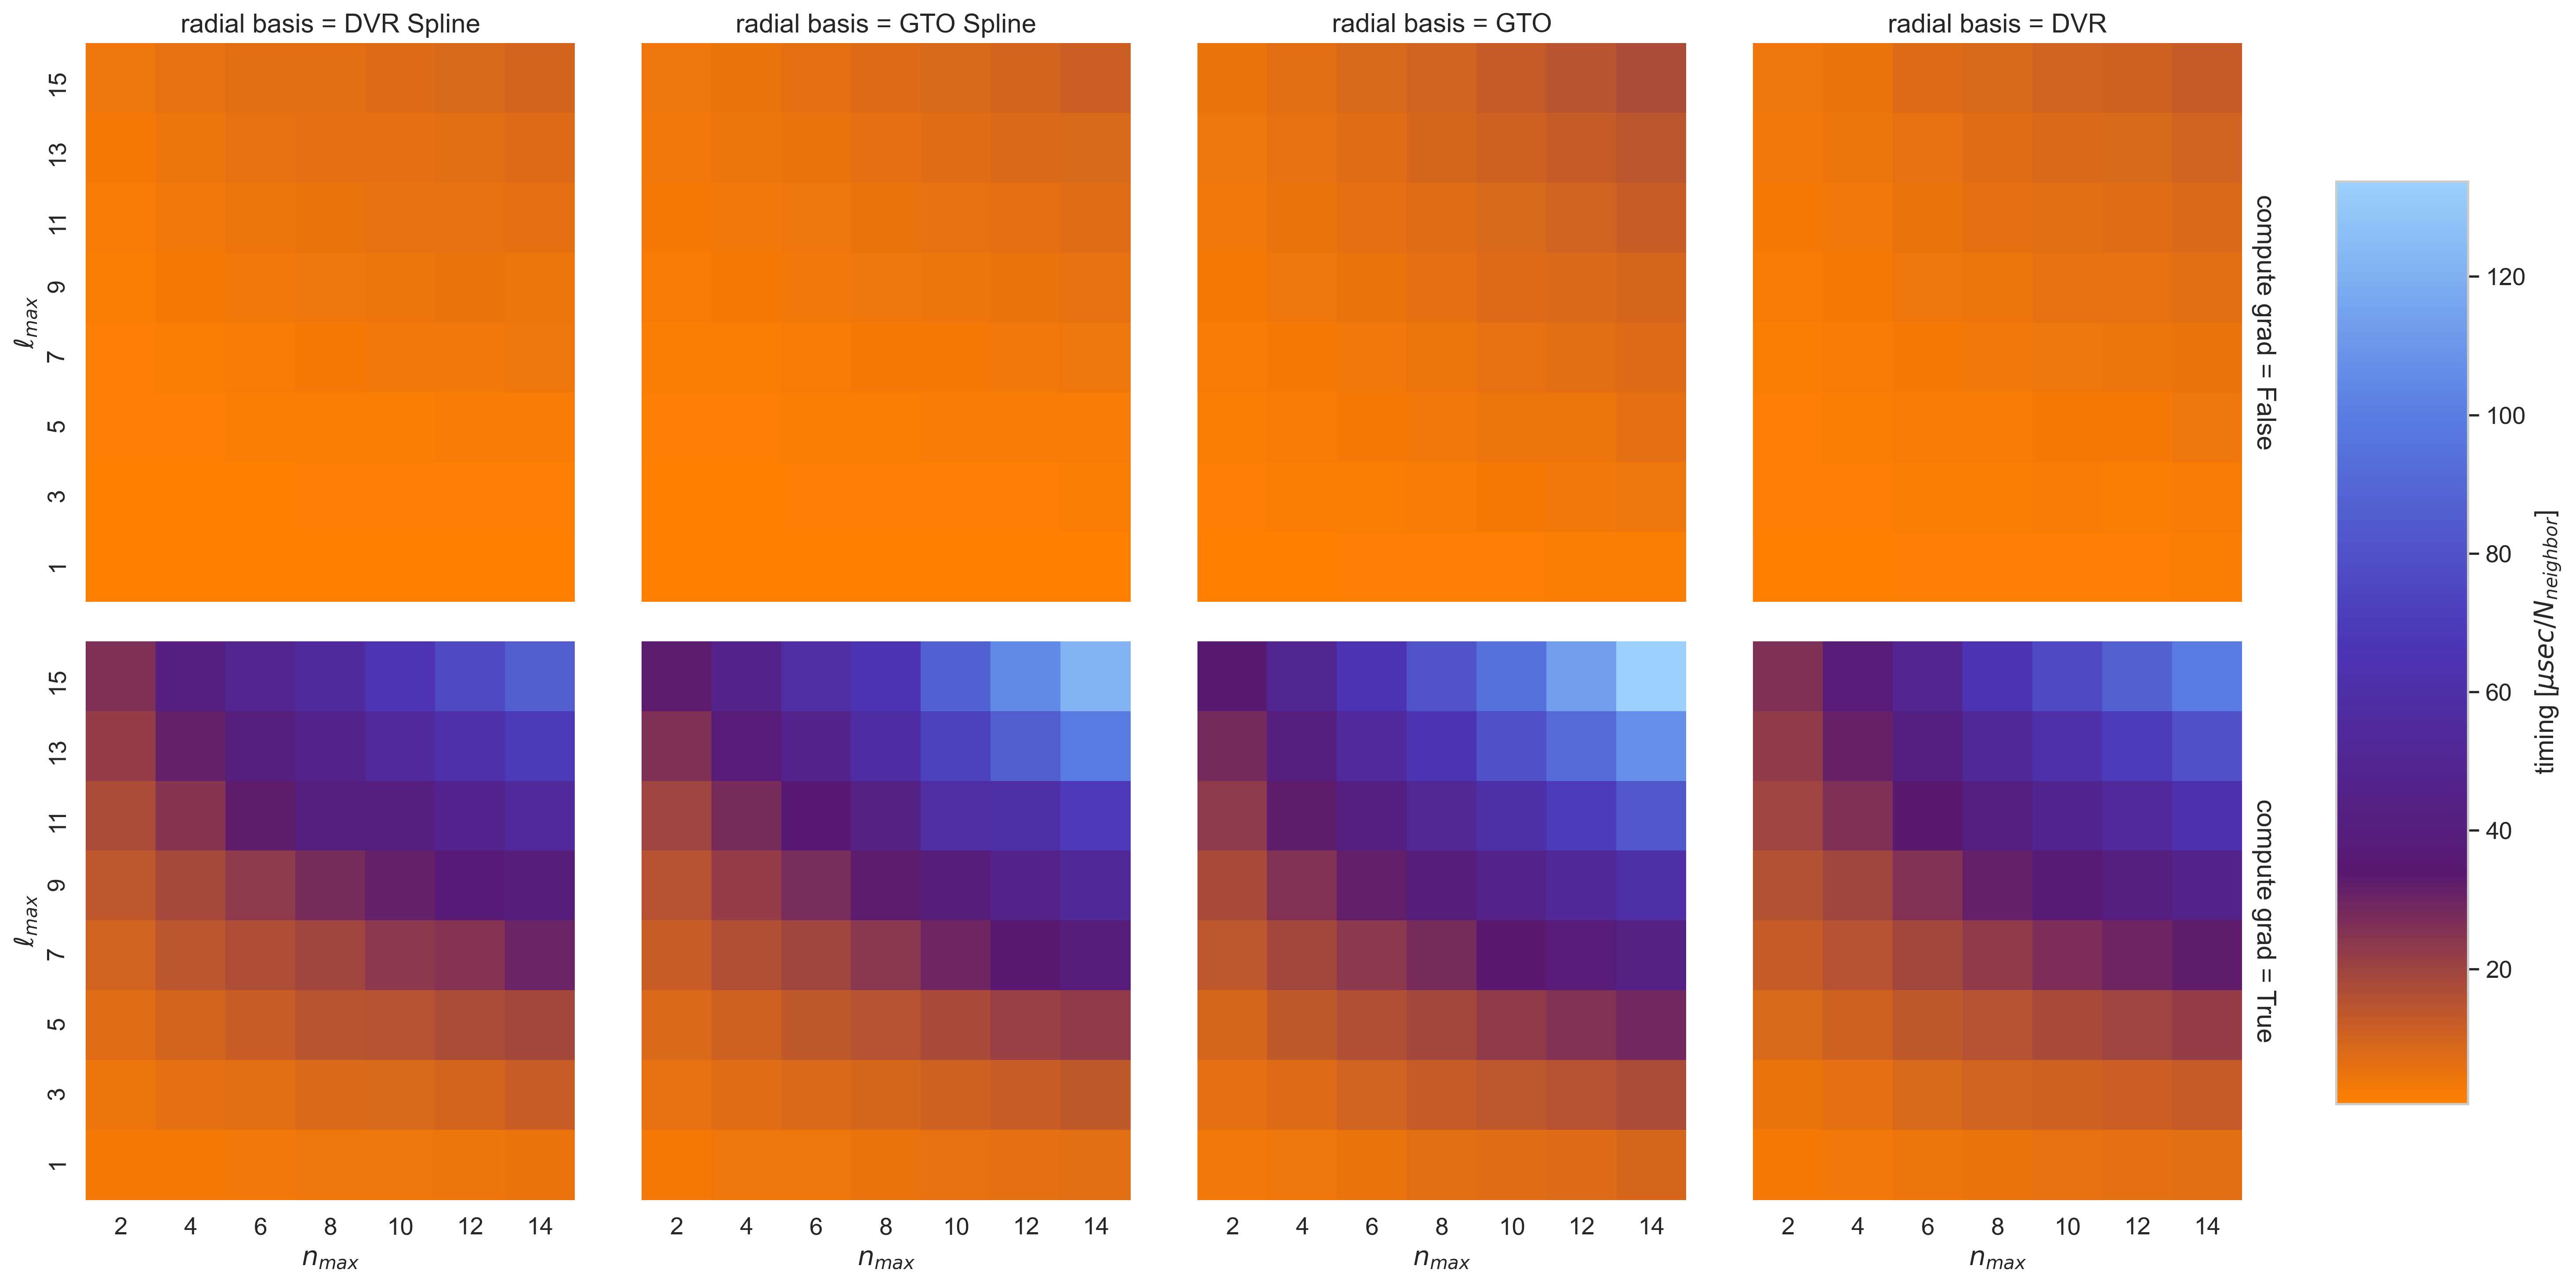 radial basis = DVR Spline
radial basis = GTO Spline
radial basis = GTO
radial basis = DVR
15
13
11
9
7
5
3
1
ℓmax
compute grad = False
15
13
11
9
7
5
3
1
ℓmax
compute grad = True
2 4 6 8 10 12 14
nmax
2 4 6 8 10 12 14
nmax
2 4 6 8 10 12 14
nmax
2 4 6 8 10 12 14
nmax
120
100
80
60
40
20
timing [μsec/Nneighbor]